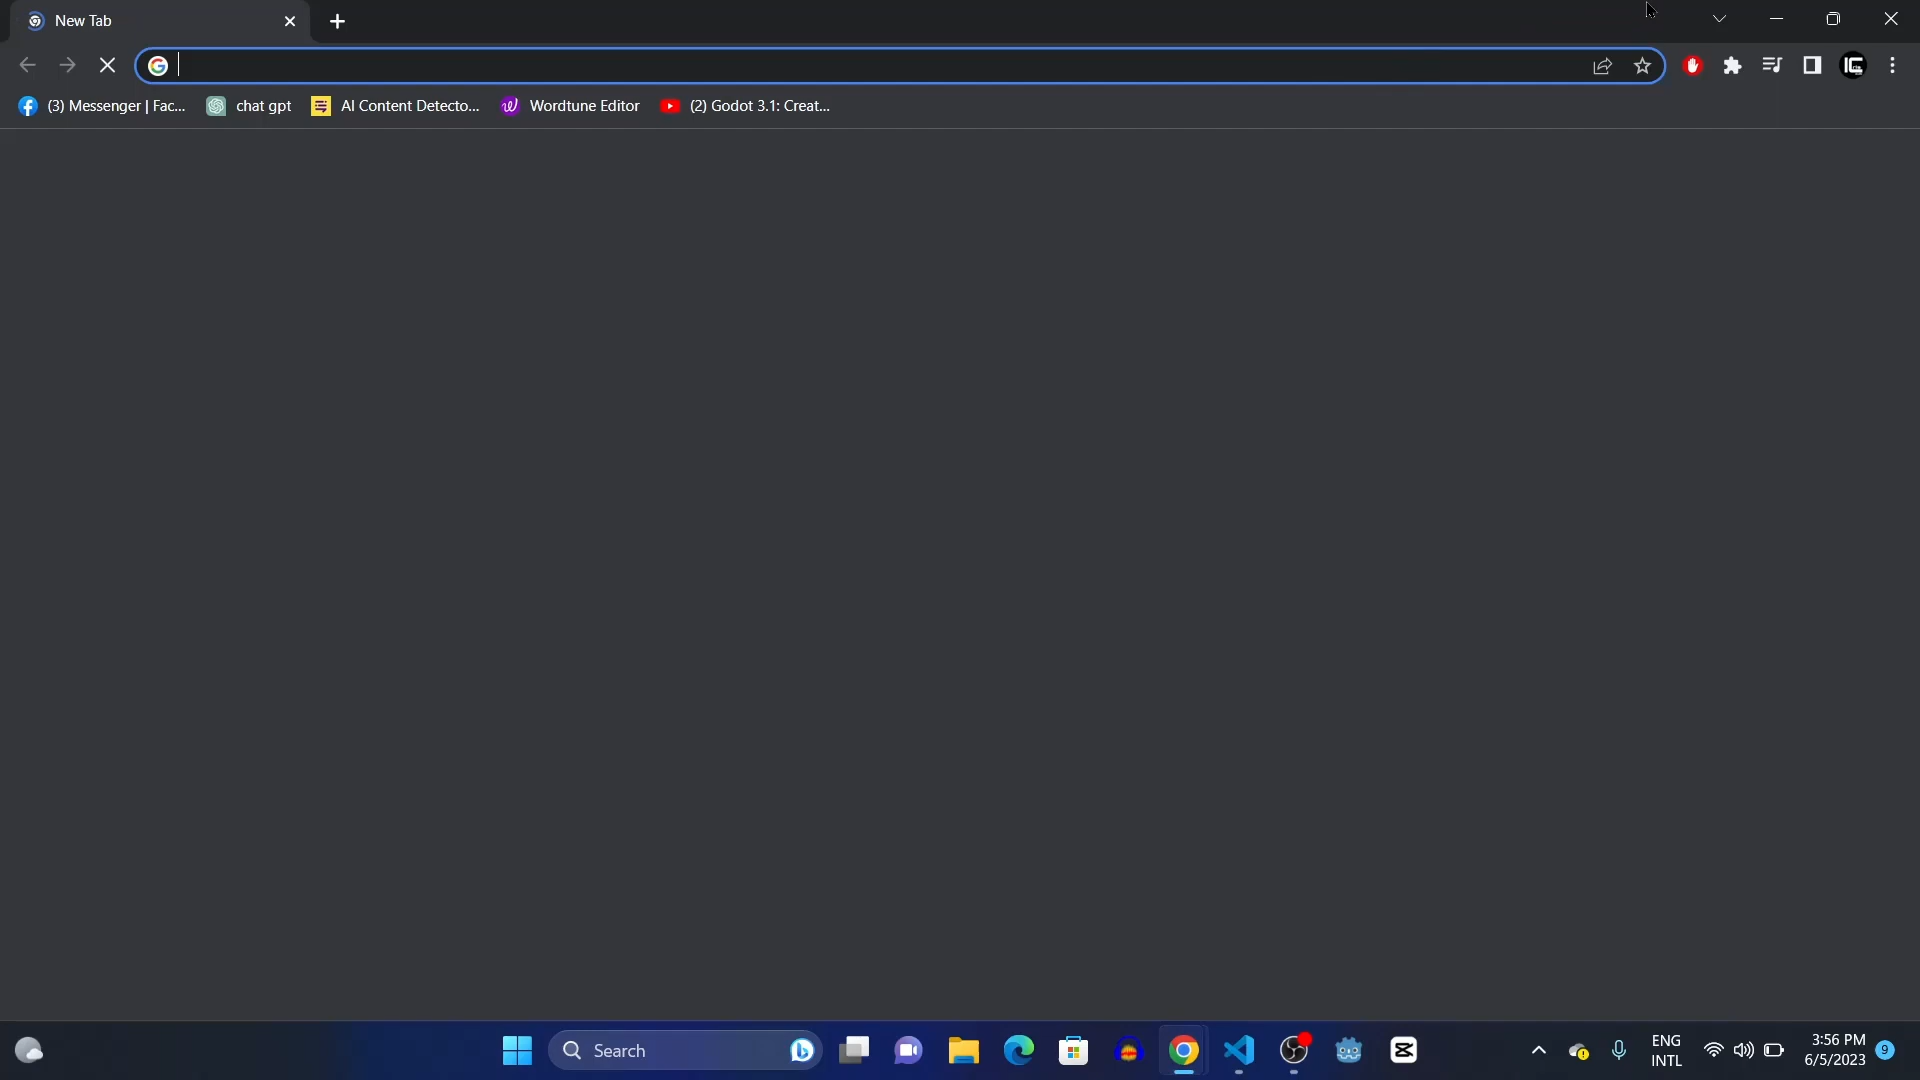 New Tab
(3) Messenger | Fac...
chat gpt
AI Content Detecto...
Wordtune Editor
(2) Godot 3.1: Creat...
Search
ENG
INTL
3:56 PM
6/5/2023
9